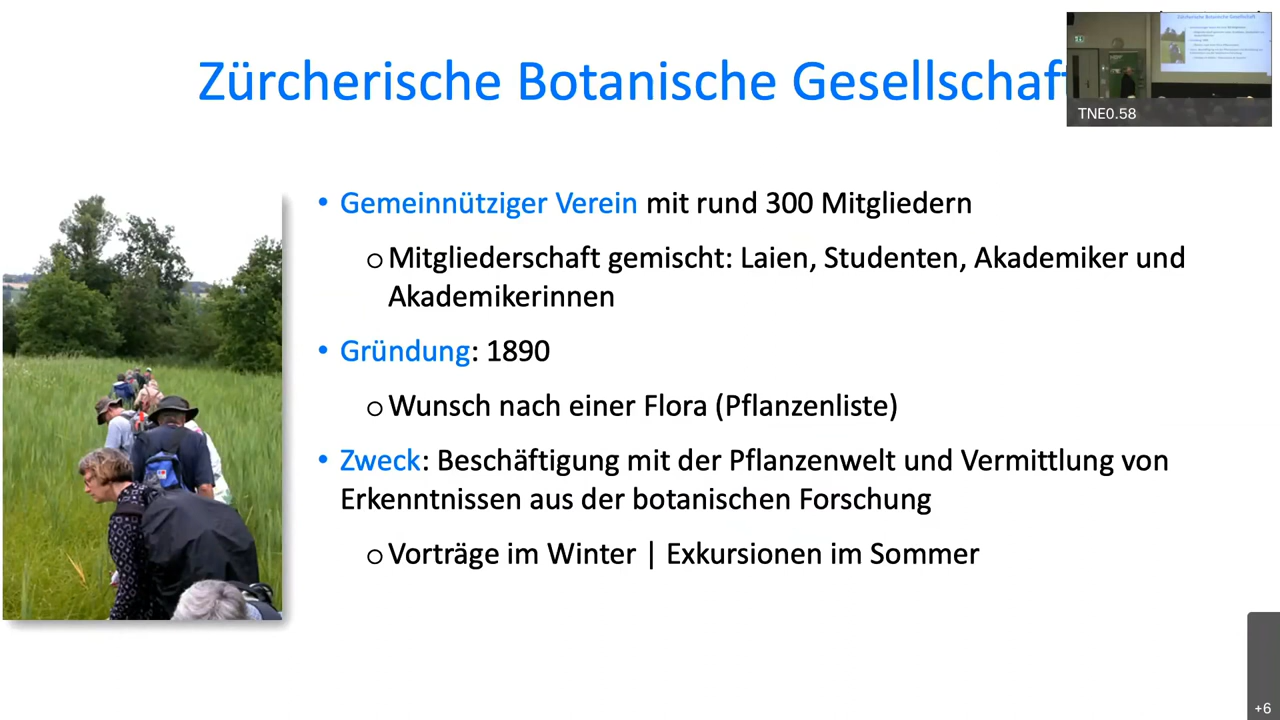 Zürcherische Botanische Gesellschaft
TNE0.58
• Gemeinnütziger Verein mit rund 300 Mitgliedern
o Mitgliederschaft gemischt: Laien, Studenten, Akademiker und
Akademikerinnen
• Gründung: 1890
o Wunsch nach einer Flora (Pflanzenliste)
• Zweck: Beschäftigung mit der Pflanzenwelt und Vermittlung von
Erkenntnissen aus der botanischen Forschung
o Vorträge im Winter | Exkursionen im Sommer
+6